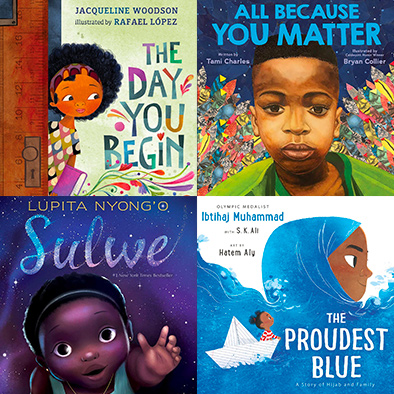 JACQUELINE WOODSON
illustrated by RAFAEL LÓPEZ
THE
DAY
YOU
BEGIN
ALL BECAUSE
YOU MATTER
Written by
Tami Charles
Illustrated by
Bryan Collier
LUPITA NYONG'O
Sulwe
#1 New York Times Bestseller
OLYMPIC MEDALIST
Ibtihaj Muhammad
WITH S. K. Ali
ART BY
Hatem Aly
THE
PROUDEST
BLUE
A Story of Hijab and Family